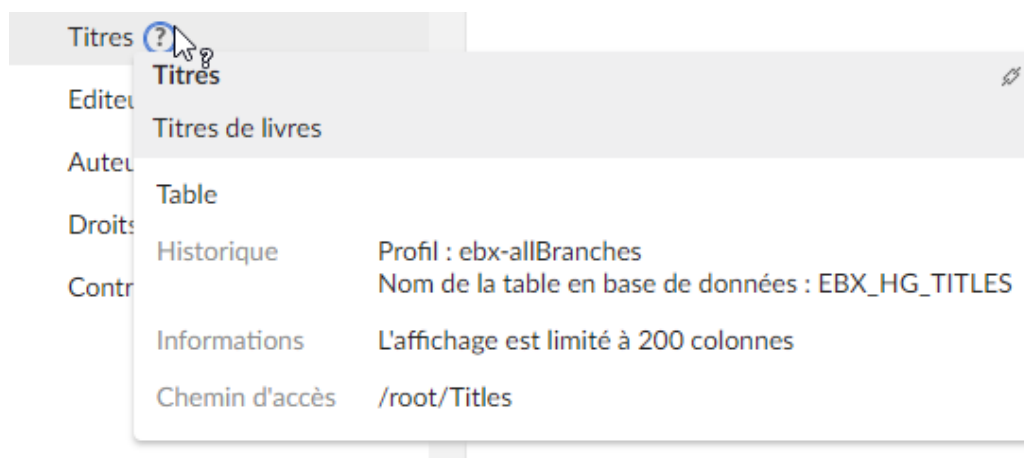 Titres ?
Titres
Titres de livres
Table
Historique
Profil : ebx-allBranches
Nom de la table en base de données : EBX_HG_TITLES
Informations
L'affichage est limité à 200 colonnes
Chemin d'accès
/root/Titles
Editeu
Auteu
Droits
Contr